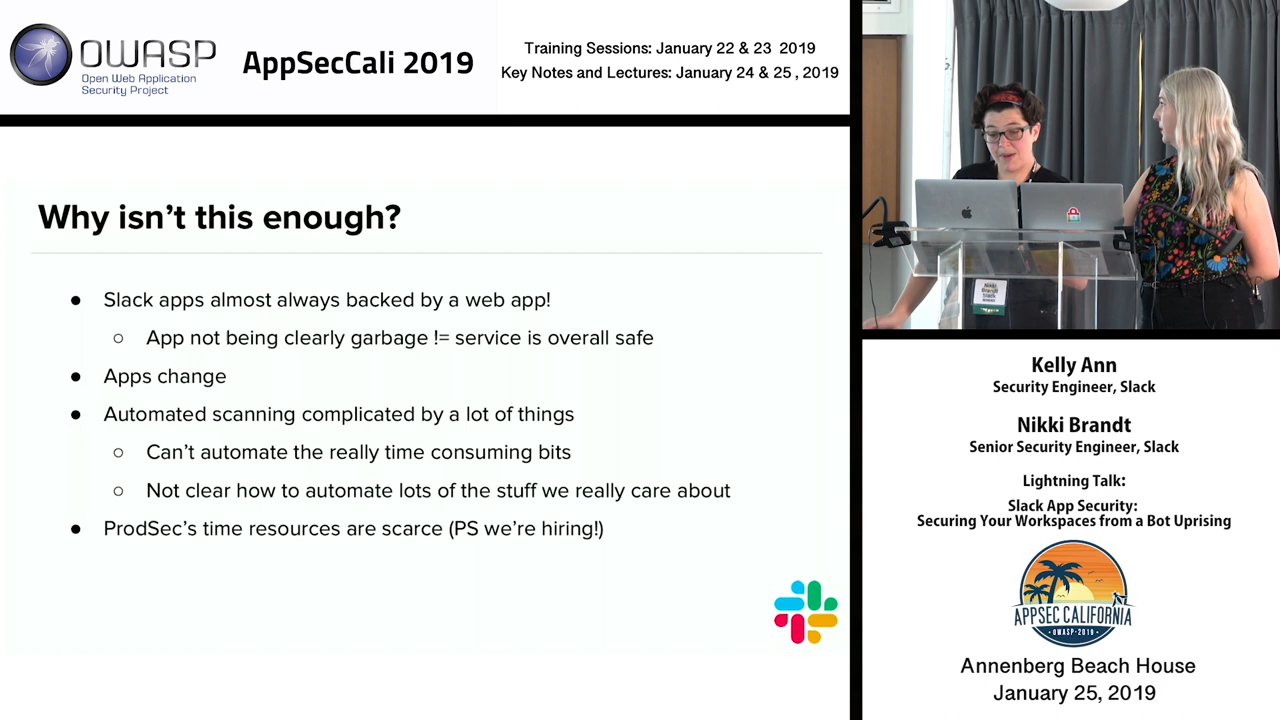 OWASP
Open Web Application
Security Project
AppSecCali 2019
Training Sessions: January 22 & 23 2019
Key Notes and Lectures: January 24 & 25 , 2019
Why isn't this enough?
● Slack apps almost always backed by a web app!
○ App not being clearly garbage != service is overall safe
● Apps change
● Automated scanning complicated by a lot of things
○ Can't automate the really time consuming bits
○ Not clear how to automate lots of the stuff we really care about
● ProdSec's time resources are scarce (PS we're hiring!)
Nikki
Brandt
Slack
Kelly Ann
Security Engineer, Slack
Nikki Brandt
Senior Security Engineer, Slack
Lightning Talk:
Slack App Security:
Securing Your Workspaces from a Bot Uprising
APPSEC CALIFORNIA
• OWASP-2019 •
Annenberg Beach House
January 25, 2019